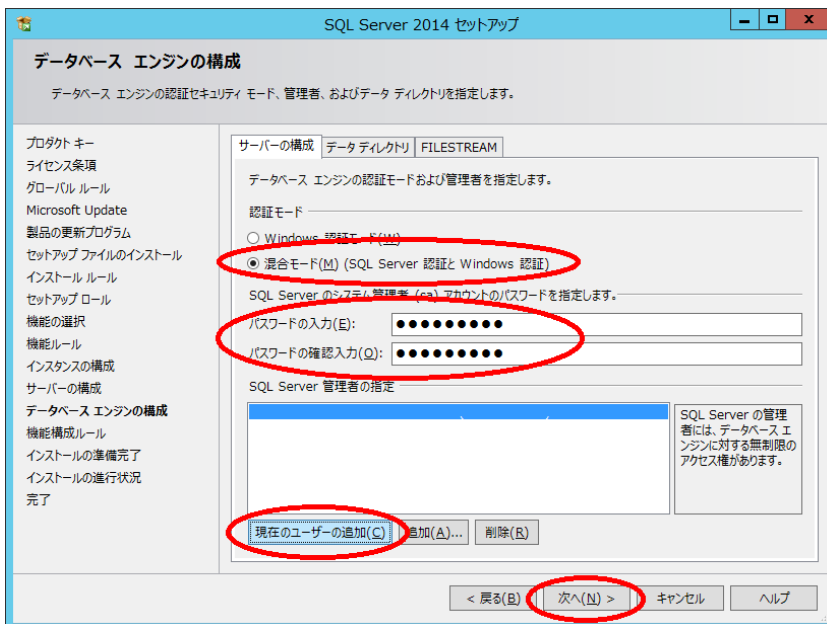 SQL Server 2014 セットアップ
データベース エンジンの構成
データベース エンジンの認証セキュリティ モード、管理者、およびデータ ディレクトリを指定します。
プロダクト キー
ライセンス条項
グローバル ルール
Microsoft Update
製品の更新プログラム
セットアップ ファイルのインストール
インストール ルール
セットアップ ロール
機能の選択
機能ルール
インスタンスの構成
サーバーの構成
データベース エンジンの構成
機能構成ルール
インストールの準備完了
インストールの進行状況
完了
サーバーの構成 データ ディレクトリ FILESTREAM
データベース エンジンの認証モードおよび管理者を指定します。
認証モード
Windows 認証モード(W)
混合モード(M) (SQL Server 認証と Windows 認証)
SQL Server のシステム管理者 (sa) アカウントのパスワードを指定します。
パスワードの入力(E): ●●●●●●●●●
パスワードの確認入力(O): ●●●●●●●●●
SQL Server 管理者の指定
SQL Server の管理
者には、データベース エ
ンジンに対する無制限の
アクセス権があります。
現在のユーザーの追加(C) 追加(A)... 削除(R)
< 戻る(B) 次へ(N) > キャンセル ヘルプ